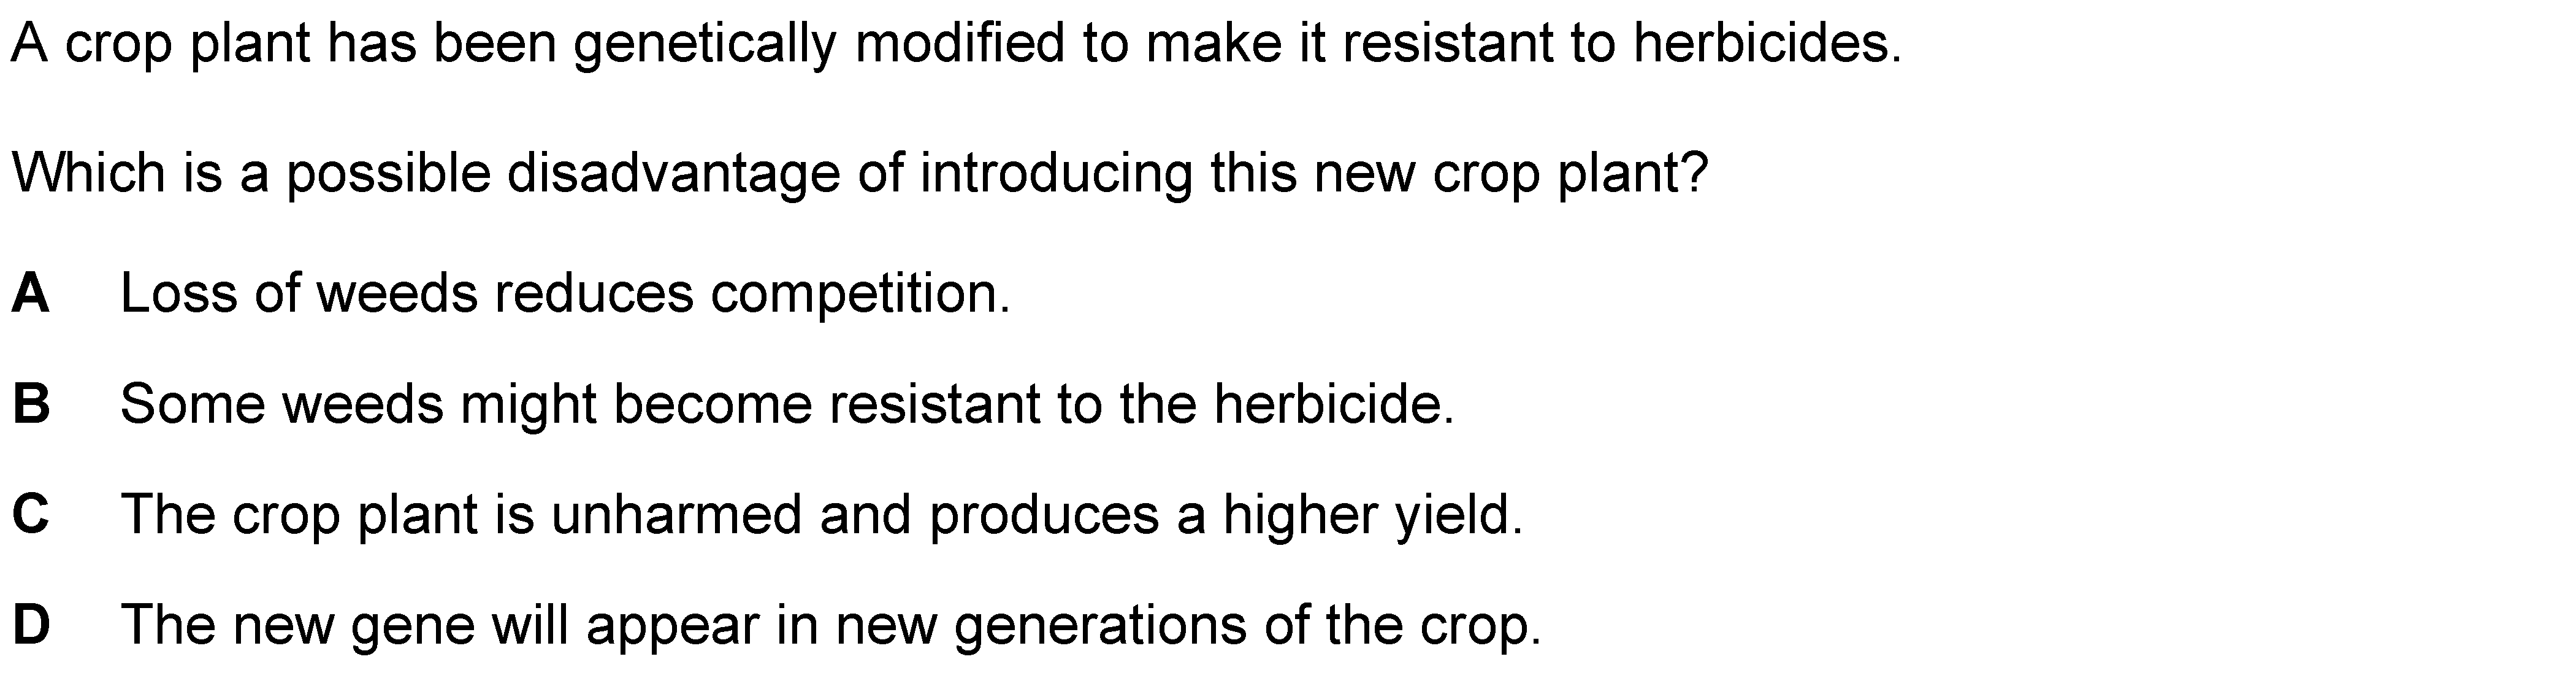 A crop plant has been genetically modified to make it resistant to herbicides.
Which is a possible disadvantage of introducing this new crop plant?
A Loss of weeds reduces competition.
B Some weeds might become resistant to the herbicide.
C The crop plant is unharmed and produces a higher yield.
D The new gene will appear in new generations of the crop.